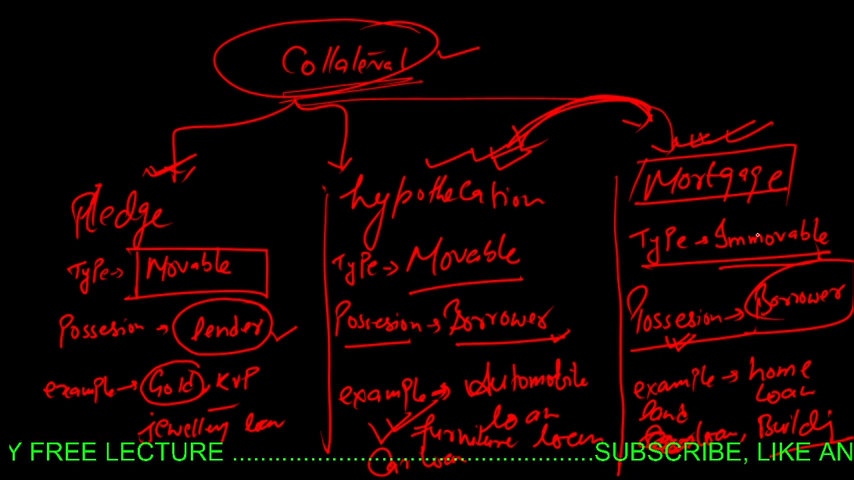 Collateral
Pledge
Type→ Movable
Possesion → lender
example→ Gold, KVP
jewellery loan
hypothecation
Type→ Movable
Possesion→ Borrower
example→ Automobile
loan
furniture loan
Car loan
Mortgage
Type→ Immovable
Possesion→ Borrower
example→ home
loan
land
Y FREE LECTURE ..................................................SUBSCRIBE, LIKE AN